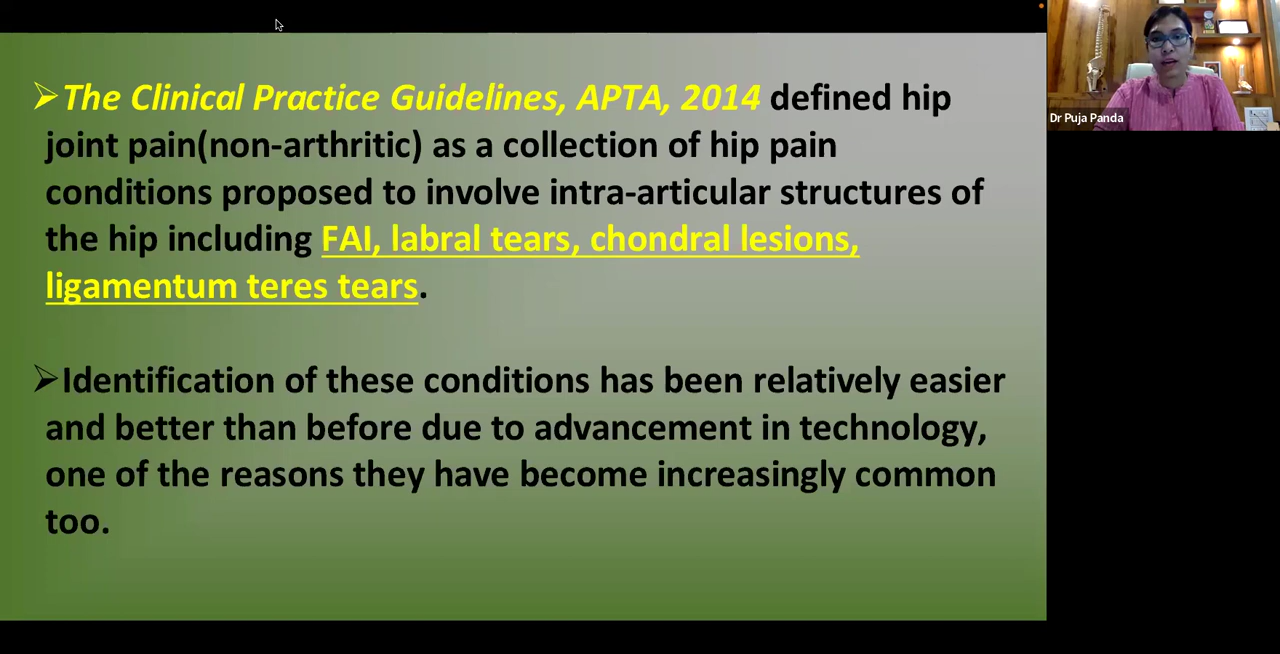 ➢The Clinical Practice Guidelines, APTA, 2014 defined hip
joint pain(non-arthritic) as a collection of hip pain
conditions proposed to involve intra-articular structures of
the hip including FAI, labral tears, chondral lesions,
ligamentum teres tears.
➢Identification of these conditions has been relatively easier
and better than before due to advancement in technology,
one of the reasons they have become increasingly common
too.
Dr Puja Panda